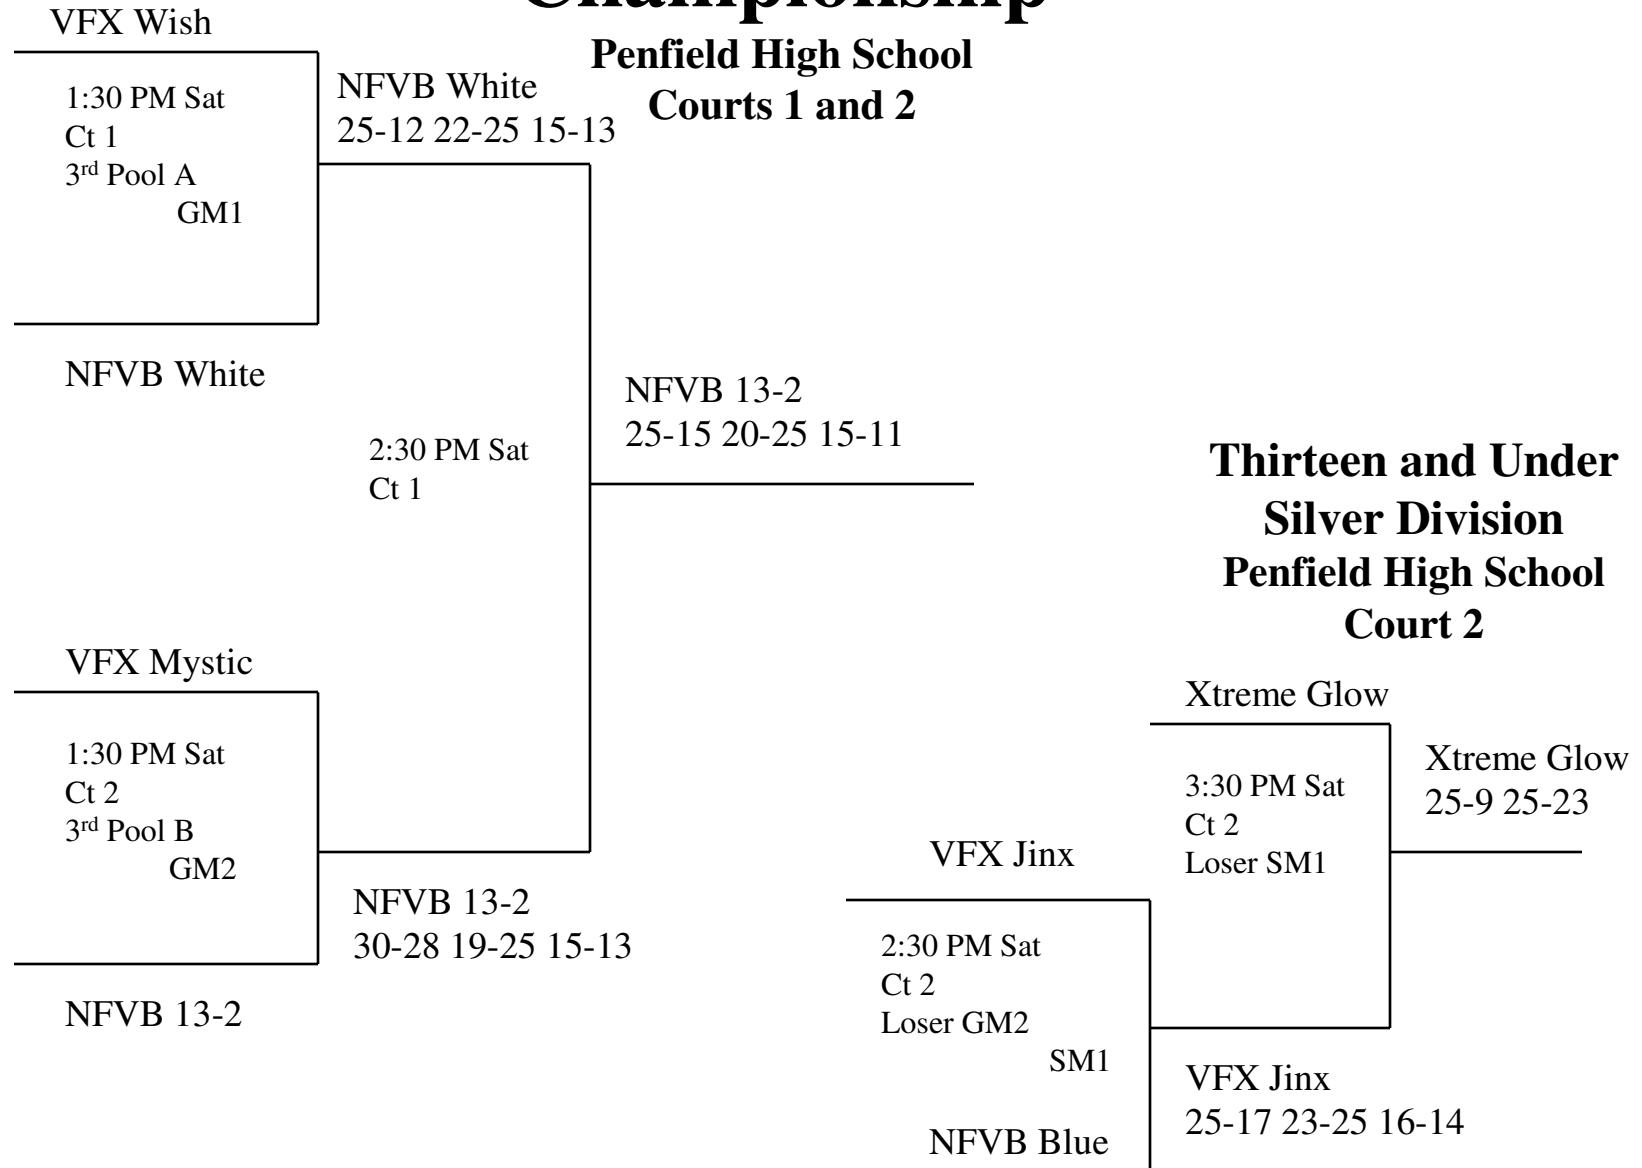 Championship
Penfield High School
Courts 1 and 2
VFX Wish
1:30 PM Sat
Ct 1
3rd Pool A
GM1
NFVB White
25-12 22-25 15-13
NFVB White
2:30 PM Sat
Ct 1
NFVB 13-2
25-15 20-25 15-11
VFX Mystic
1:30 PM Sat
Ct 2
3rd Pool B
GM2
NFVB 13-2
30-28 19-25 15-13
NFVB 13-2
Thirteen and Under
Silver Division
Penfield High School
Court 2
Xtreme Glow
3:30 PM Sat
Ct 2
Loser SM1
Xtreme Glow
25-9 25-23
VFX Jinx
2:30 PM Sat
Ct 2
Loser GM2
SM1
NFVB Blue
VFX Jinx
25-17 23-25 16-14